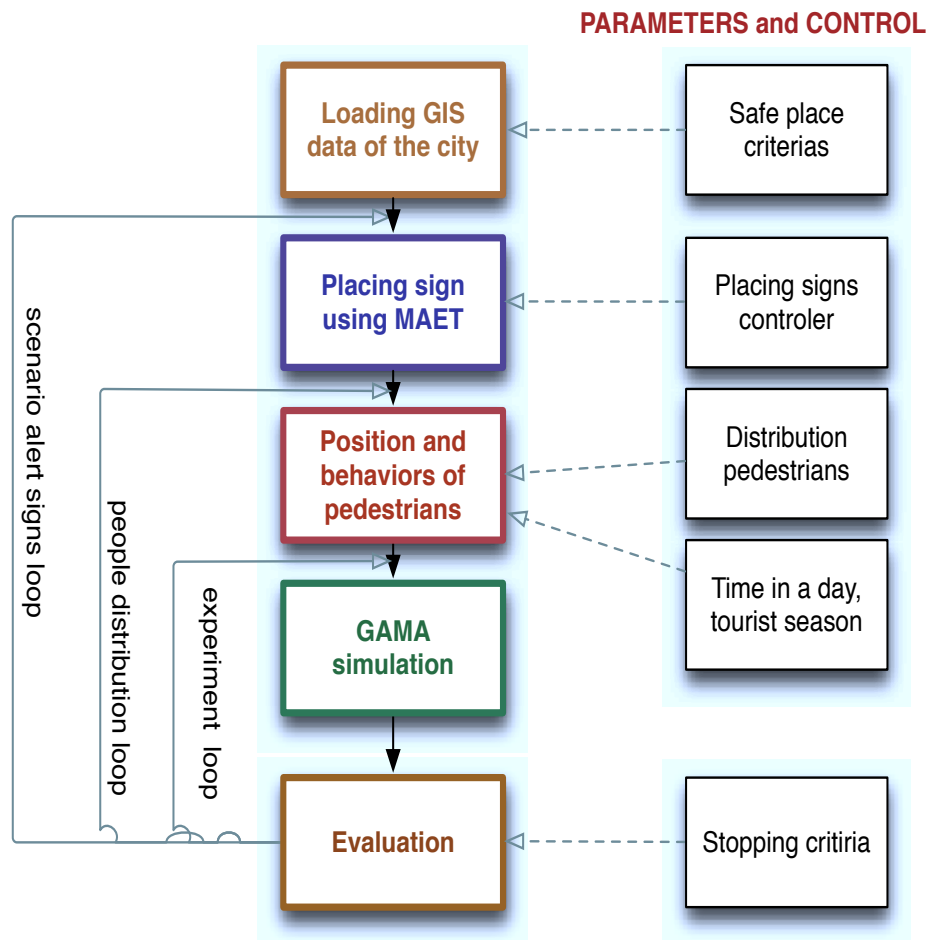 PARAMETERS and CONTROL
Loading GIS
data of the city
Safe place
criterias
Placing sign
using MAET
Placing signs
controler
Position and
behaviors of
pedestrians
Distribution
pedestrians
Time in a day,
tourist season
GAMA
simulation
Evaluation
Stopping critiria
scenario alert signs loop
people distribution loop
experiment loop